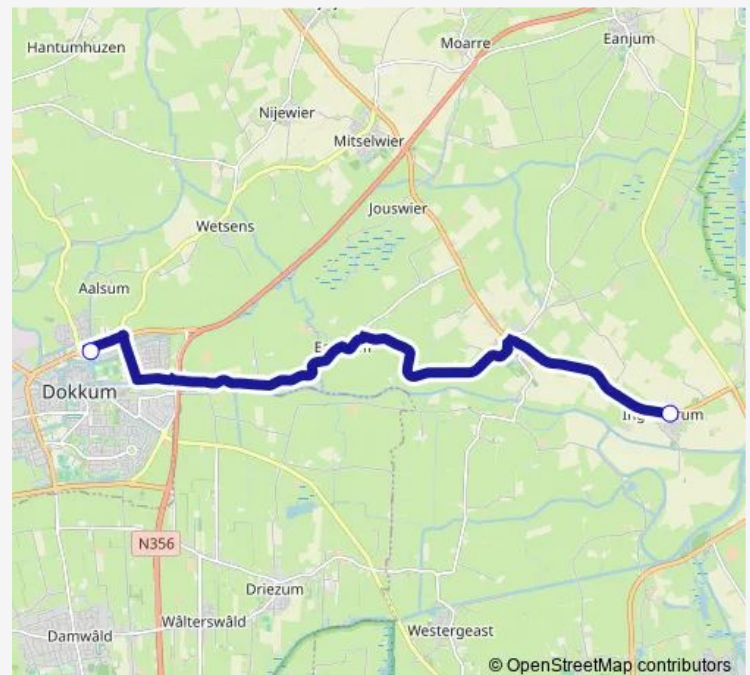 Hantumhuzen
Moarre
Eanjum
Nijewier
Mitselwier
Jouswier
Wetsens
Aalsum
Dokkum
N356
Driezum
Wâlterswâld
Damwâld
Westergeast
© OpenStreetMap contributors